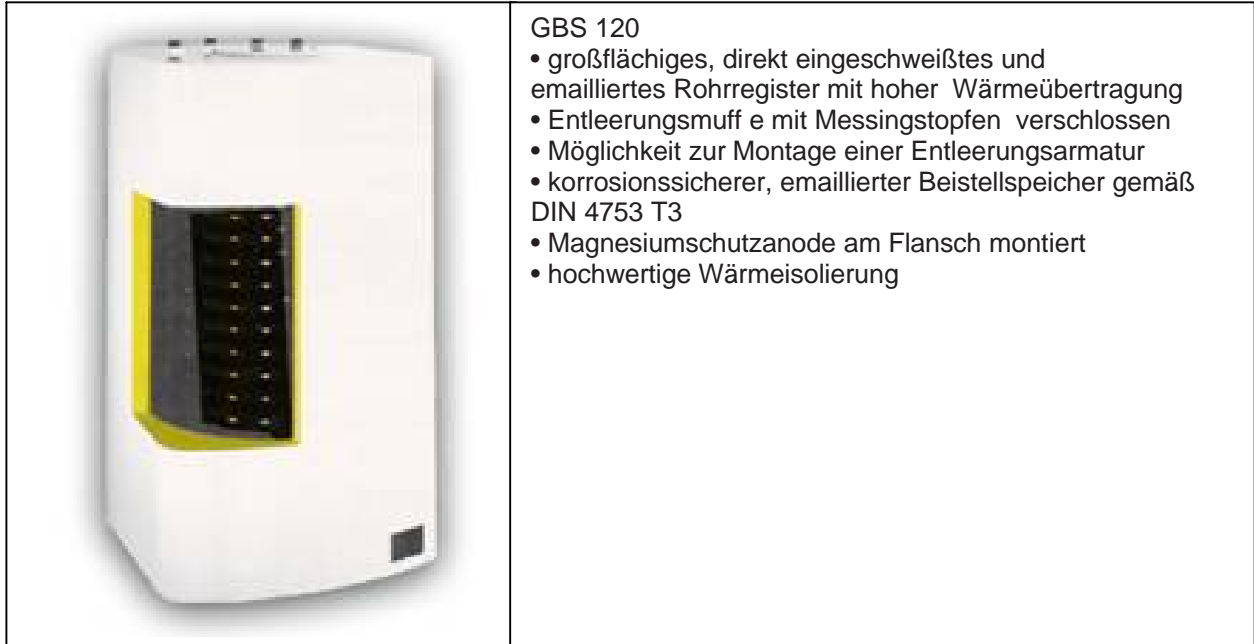 GBS 120
• großflächiges, direkt eingeschweißtes und
emailliertes Rohrregister mit hoher Wärmeübertragung
• Entleerungsmuff e mit Messingstopfen verschlossen
• Möglichkeit zur Montage einer Entleerungsarmatur
• korrosionssicherer, emaillierter Beistellspeicher gemäß
DIN 4753 T3
• Magnesiumschutzanode am Flansch montiert
• hochwertige Wärmeisolierung